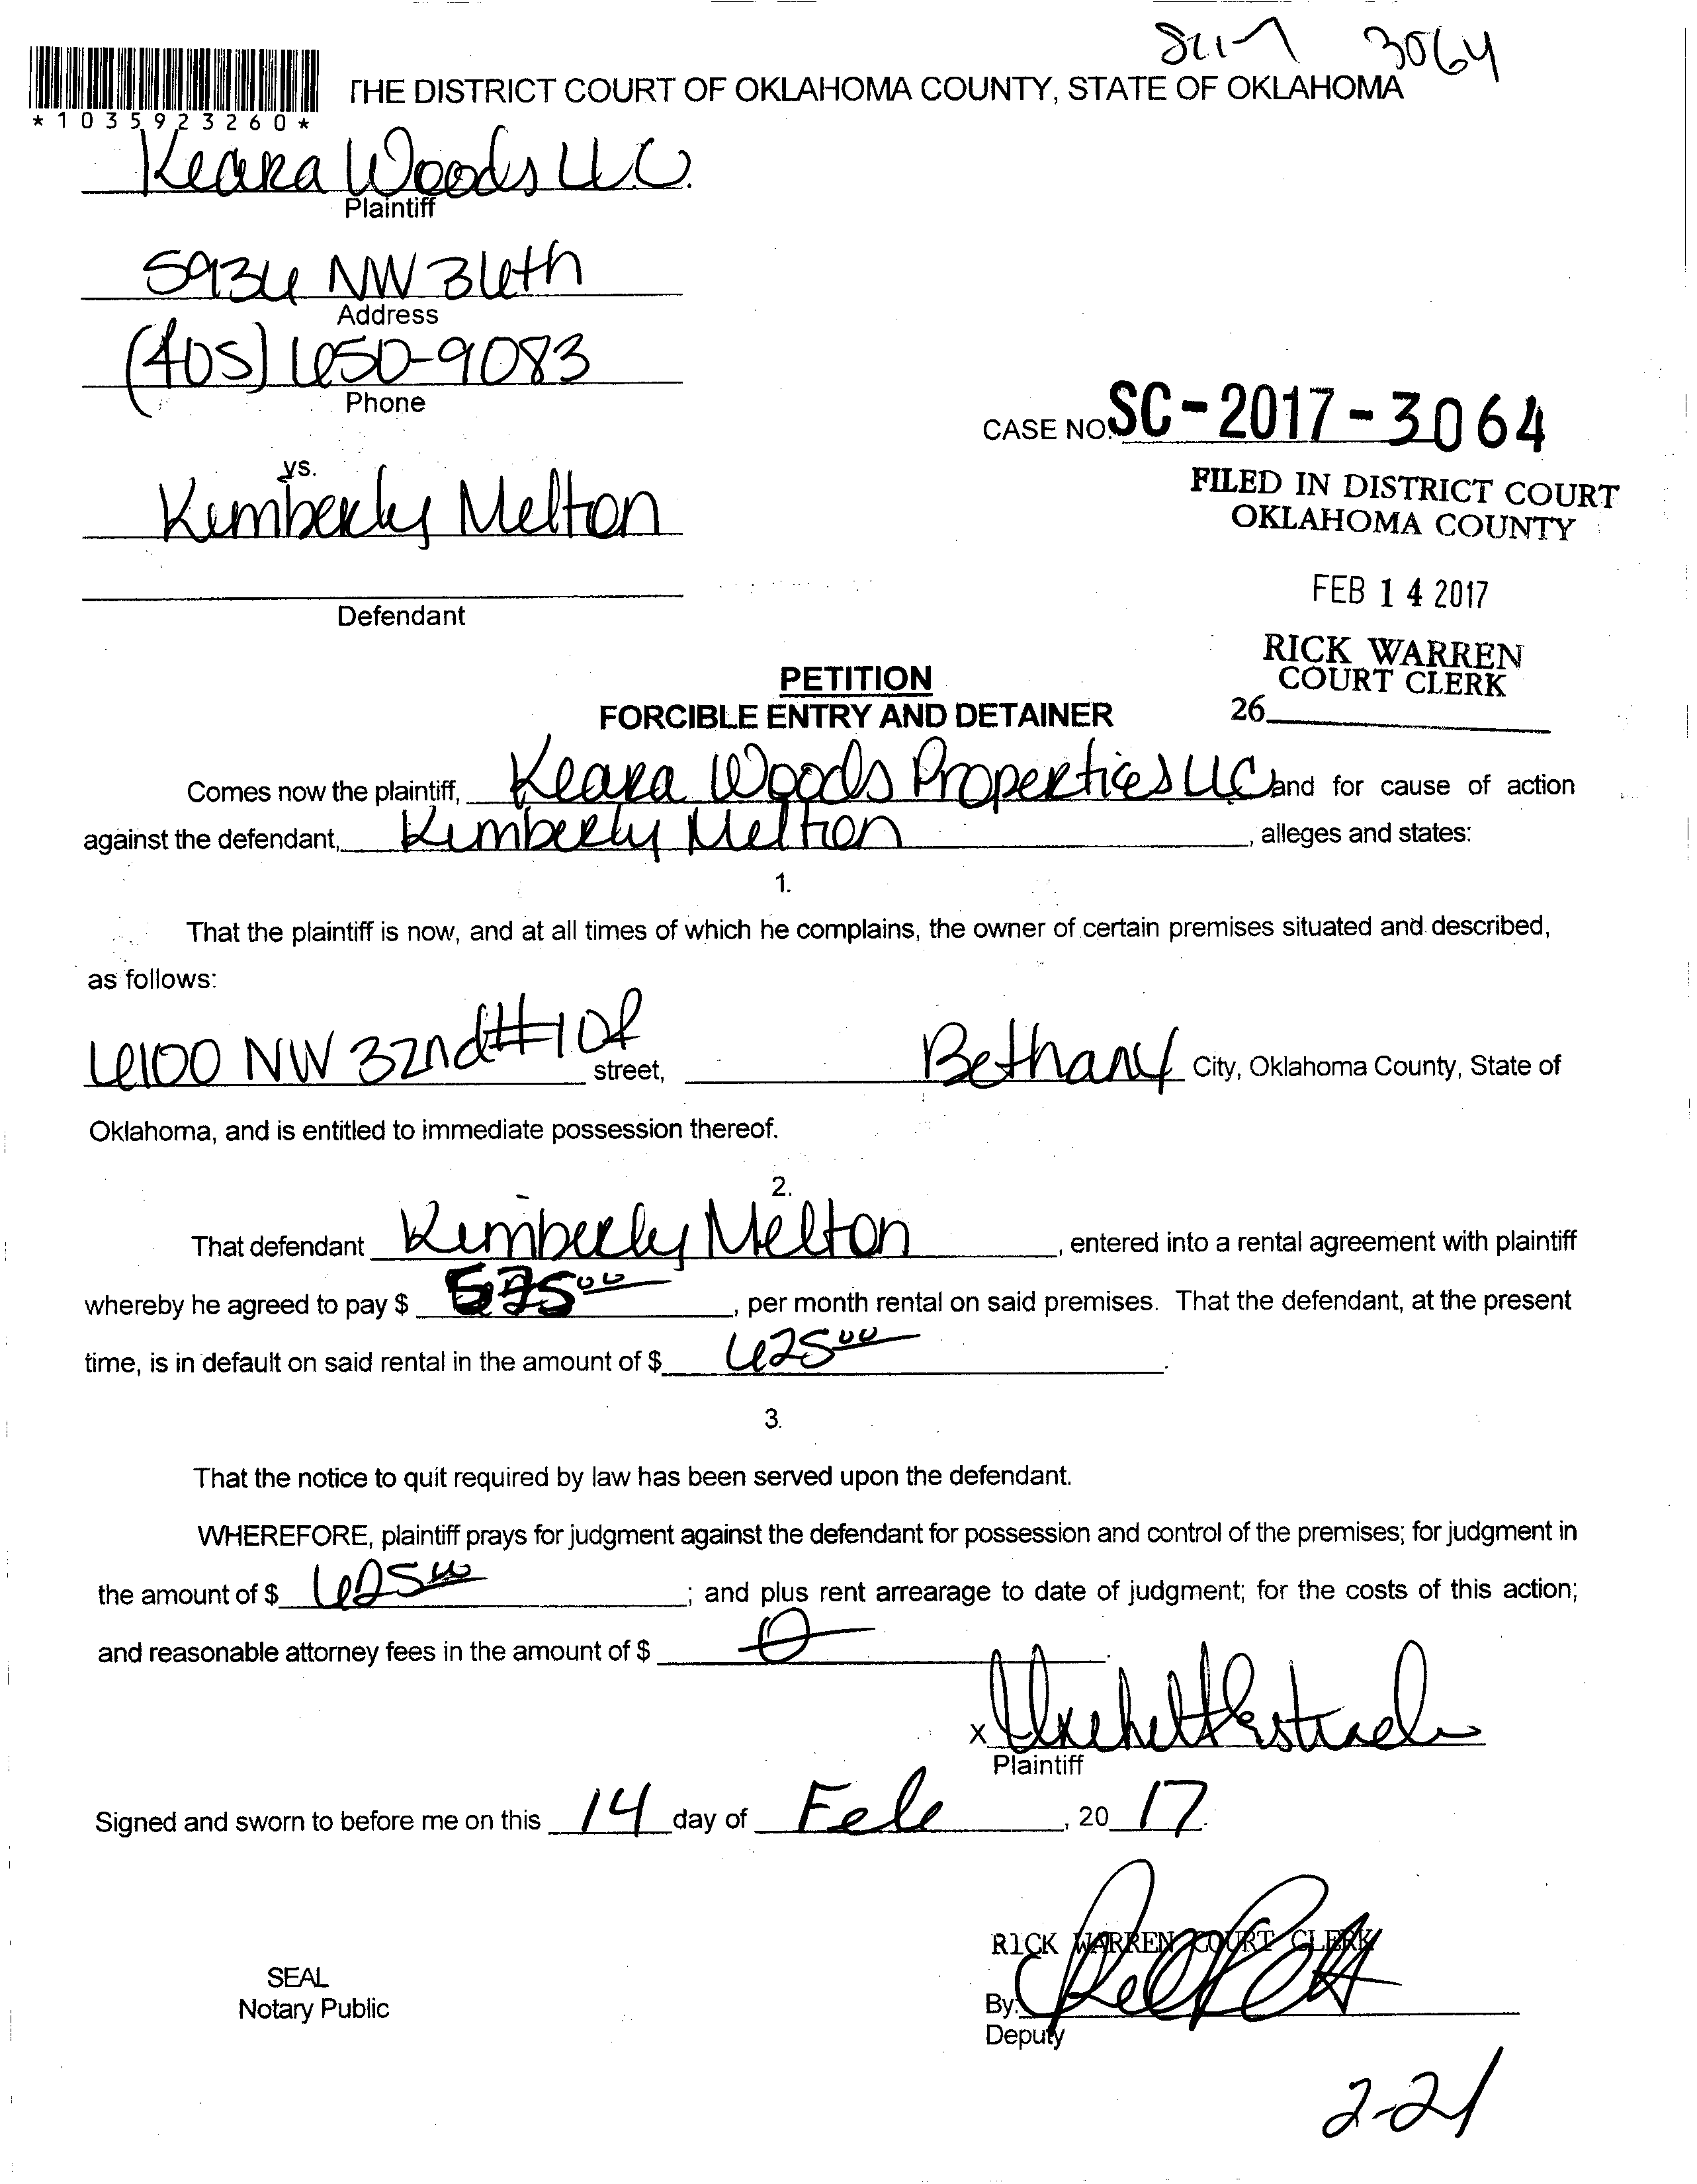 SC17 3064
THE DISTRICT COURT OF OKLAHOMA COUNTY, STATE OF OKLAHOMA
*1035923260*
Keara Woods LLC.
Plaintiff
5936 NW 36th
Address
(405) 650-9083
Phone
CASE NO. SC-2017-3064
vs.
FILED IN DISTRICT COURT
OKLAHOMA COUNTY
Kimberly Melton
FEB 14 2017
Defendant
RICK WARREN
COURT CLERK
26
PETITION
FORCIBLE ENTRY AND DETAINER
Comes now the plaintiff, Keara Woods Properties LLC and for cause of action
against the defendant, Kimberly Melton, alleges and states:
1.
That the plaintiff is now, and at all times of which he complains, the owner of certain premises situated and described,
as follows:
6100 NW 32nd #10 street, Bethany City, Oklahoma County, State of
Oklahoma, and is entitled to immediate possession thereof.
2.
That defendant Kimberly Melton, entered into a rental agreement with plaintiff
whereby he agreed to pay $ 575 00, per month rental on said premises. That the defendant, at the present
time, is in default on said rental in the amount of $ 625 00.
3.
That the notice to quit required by law has been served upon the defendant.
WHEREFORE, plaintiff prays for judgment against the defendant for possession and control of the premises; for judgment in
the amount of $ 625 00; and plus rent arrearage to date of judgment; for the costs of this action;
and reasonable attorney fees in the amount of $ 0.
x
Plaintiff
Signed and sworn to before me on this 14 day of Feb, 20 17.
RICK WARREN COURT CLERK
SEAL
Notary Public
By:
Deputy
2-21